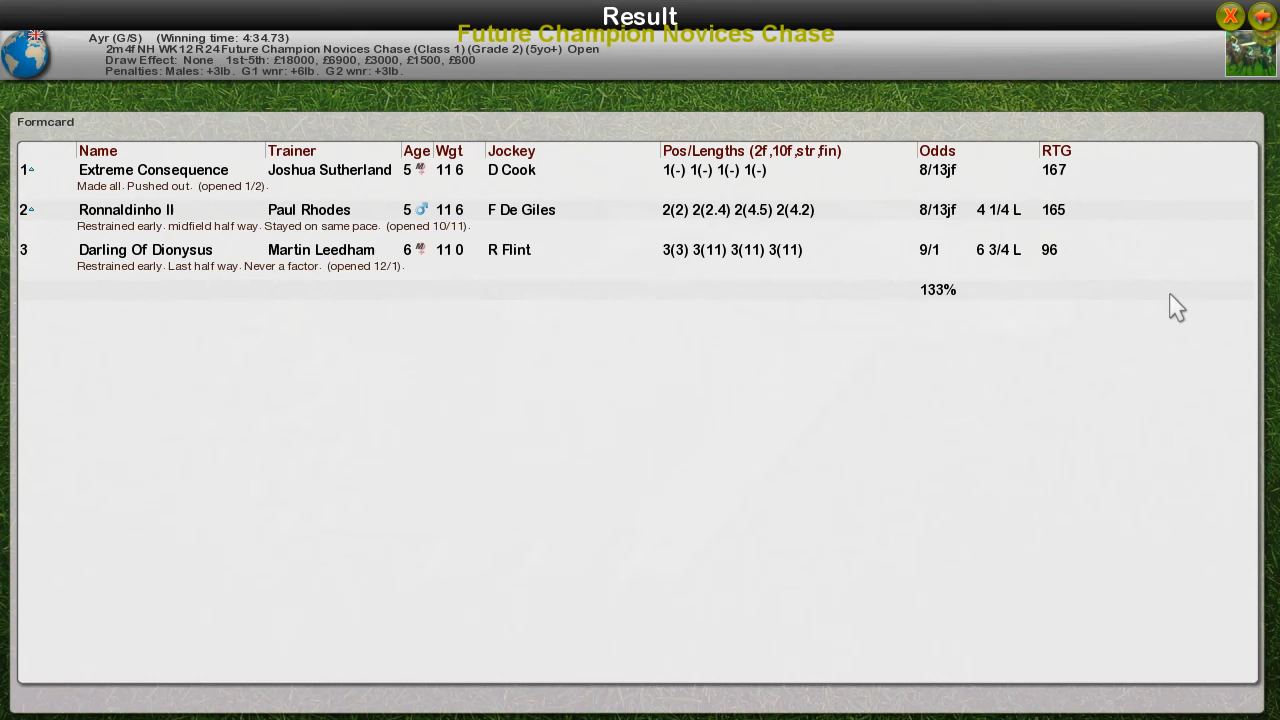 Result
Future Champion Novices Chase
Ayr (G/S) (Winning time: 4:34.73)
2m4f NH WK12 R24 Future Champion Novices Chase (Class 1) (Grade 2) (5yo+) Open
Draw Effect: None 1st-5th: £18000, £6900, £3000, £1500, £600
Penalties: Males: +3lb. G1 wnr: +6lb. G2 wnr: +3lb.
Formcard
Name Trainer Age Wgt Jockey Pos/Lengths (2f,10f,str,fin) Odds RTG
1 Extreme Consequence Joshua Sutherland 5 11 6 D Cook 1(-) 1(-) 1(-) 1(-) 8/13jf 167
Made all. Pushed out. (opened 1/2).
2 Ronnaldinho II Paul Rhodes 5 11 6 F De Giles 2(2) 2(2.4) 2(4.5) 2(4.2) 8/13jf 4 1/4 L 165
Restrained early. midfield half way. Stayed on same pace. (opened 10/11).
3 Darling Of Dionysus Martin Leedham 6 11 0 R Flint 3(3) 3(11) 3(11) 3(11) 9/1 6 3/4 L 96
Restrained early. Last half way. Never a factor. (opened 12/1).
133%
X